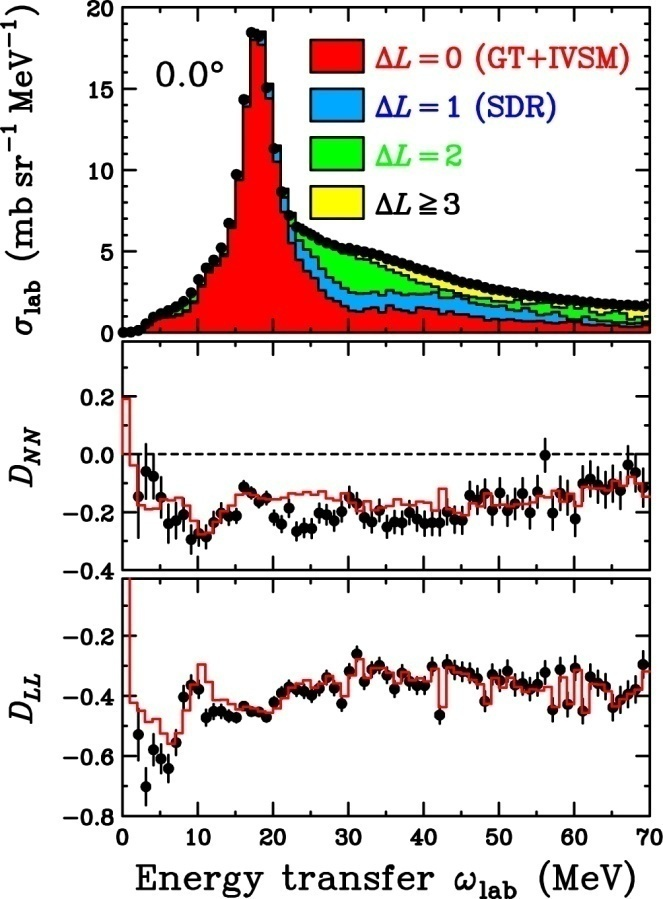 20
15
10
5
0
σlab (mb sr−1 MeV−1)
0.0°
ΔL = 0 (GT+IVSM)
ΔL = 1 (SDR)
ΔL = 2
ΔL ≧ 3
0.2
0.0
−0.2
−0.4
DNN
−0.2
−0.4
−0.6
−0.8
DLL
0 10 20 30 40 50 60 70
Energy transfer ωlab (MeV)